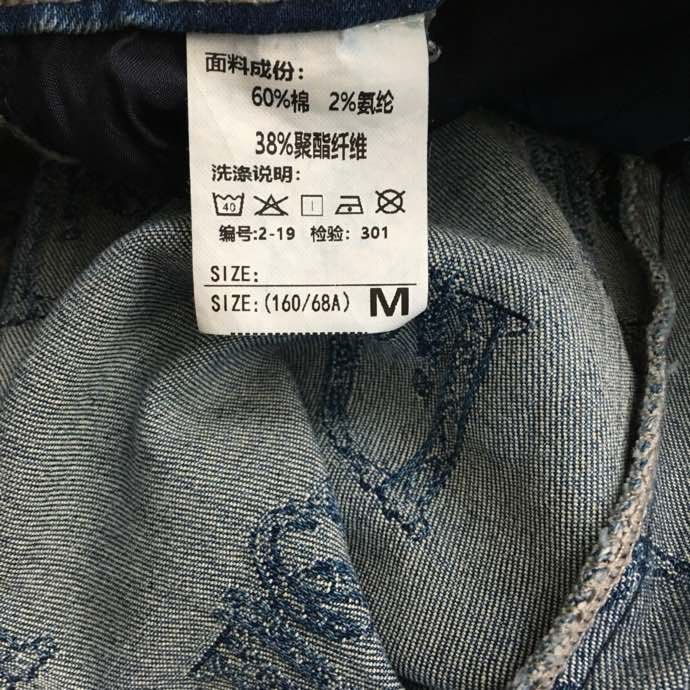 面料成份：
60%棉 2%氨纶
38%聚酯纤维
洗涤说明：
40
编号:2-19 检验：301
SIZE:
SIZE:(160/68A) M